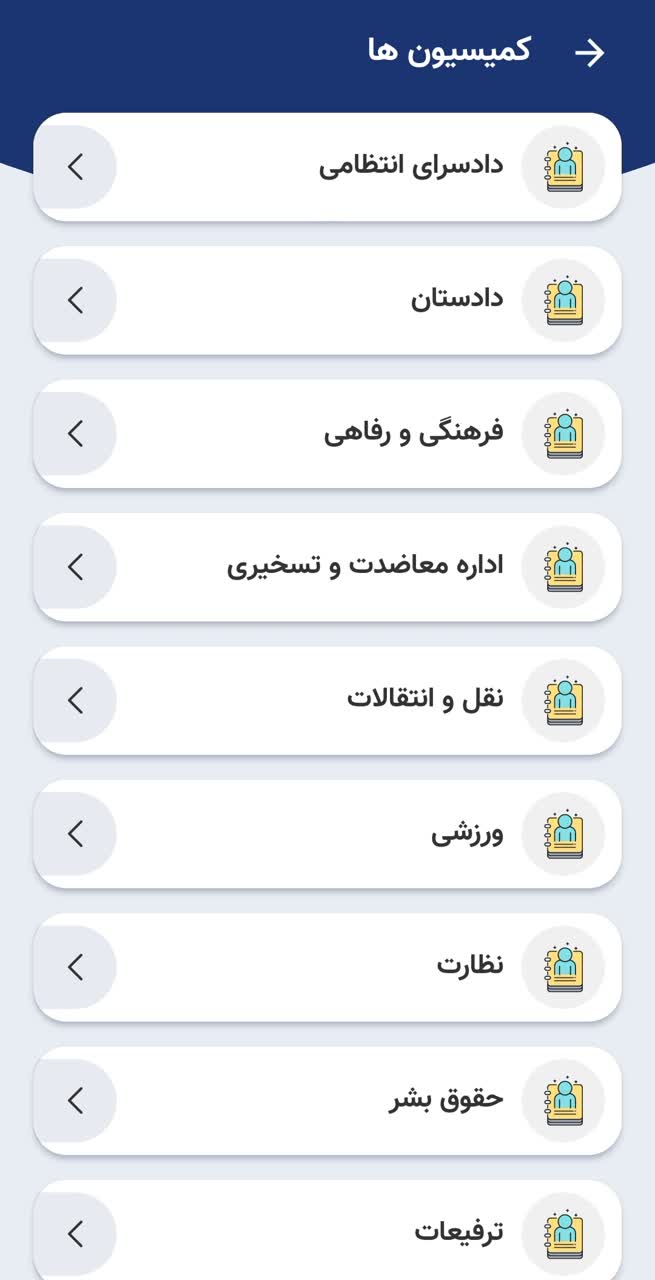 کمیسیون ها
دادسرای انتظامی
دادستان
فرهنگی و رفاهی
اداره معاضدت و تسخیری
نقل و انتقالات
ورزشی
نظارت
حقوق بشر
ترفیعات